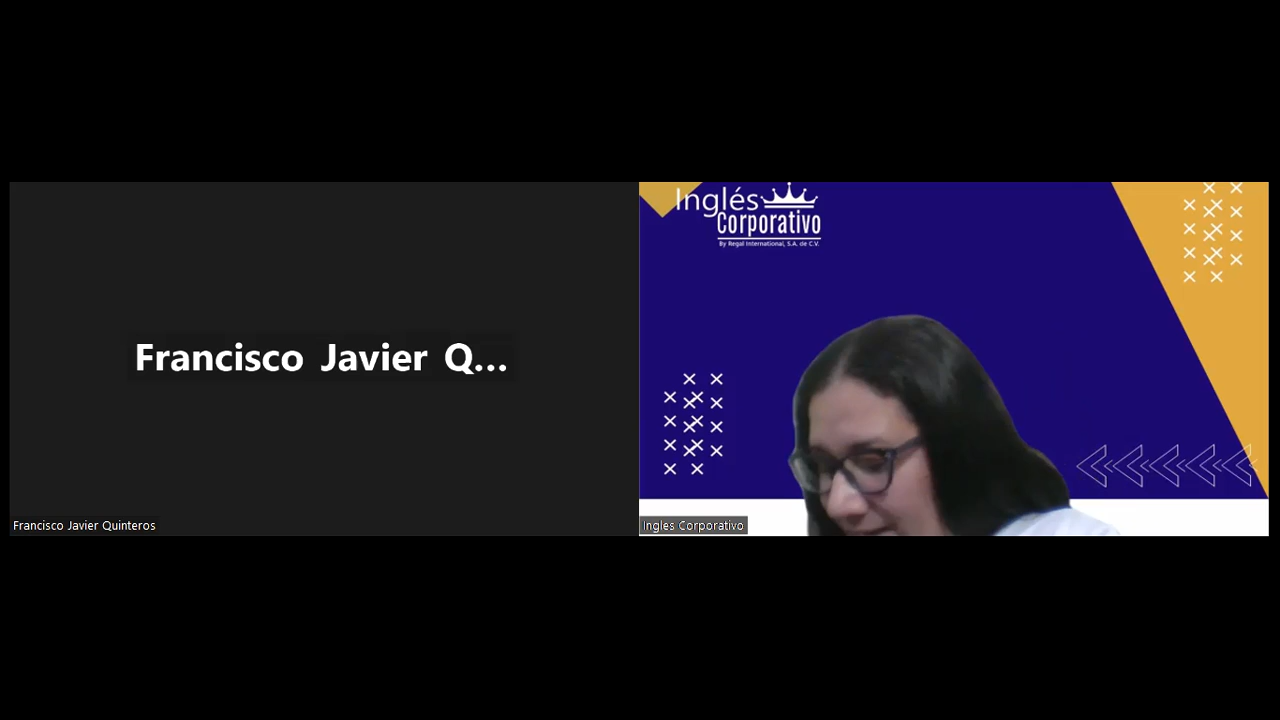 Francisco Javier Q...
Francisco Javier Quinteros
Inglés
Corporativo
By Regal International, S.A. de C.V.
Ingles Corporativo